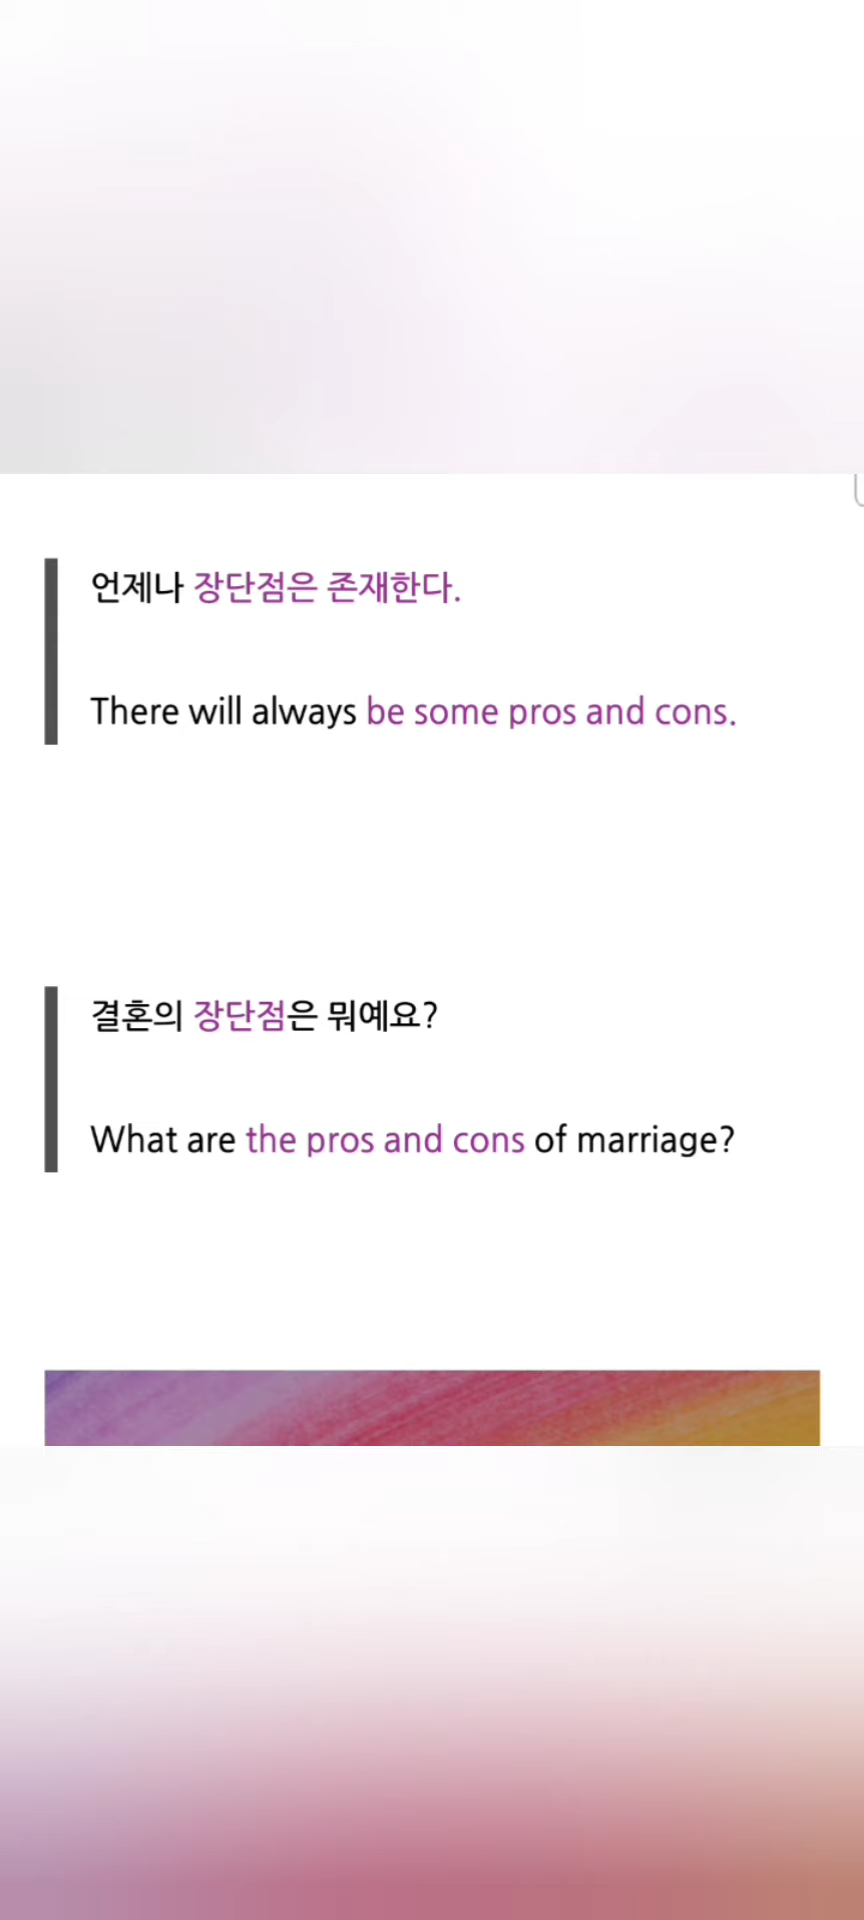 언제나 장단점은 존재한다.
There will always be some pros and cons.
결혼의 장단점은 뭐예요?
What are the pros and cons of marriage?